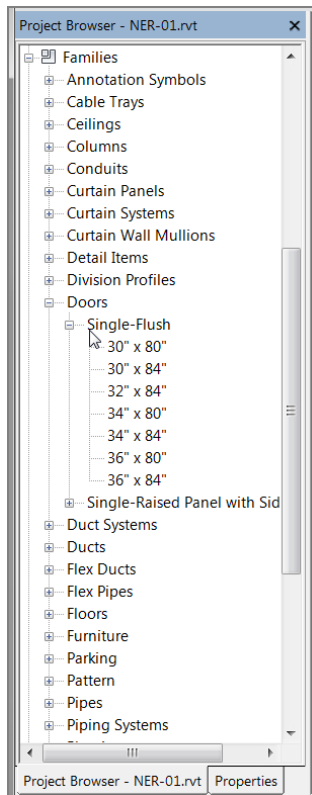 Project Browser - NER-01.rvt
Families
Annotation Symbols
Cable Trays
Ceilings
Columns
Conduits
Curtain Panels
Curtain Systems
Curtain Wall Mullions
Detail Items
Division Profiles
Doors
Single-Flush
30" x 80"
30" x 84"
32" x 84"
34" x 80"
34" x 84"
36" x 80"
36" x 84"
Single-Raised Panel with Sid
Duct Systems
Ducts
Flex Ducts
Flex Pipes
Floors
Furniture
Parking
Pattern
Pipes
Piping Systems
Project Browser - NER-01.rvt Properties